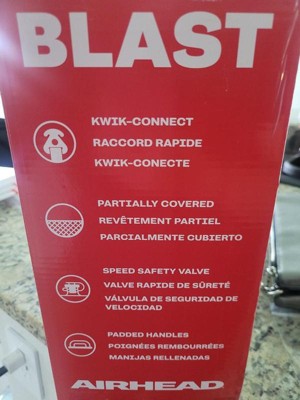 BLAST
KWIK-CONNECT
RACCORD RAPIDE
KWIK-CONECTE
PARTIALLY COVERED
REVÊTEMENT PARTIEL
PARCIALMENTE CUBIERTO
SPEED SAFETY VALVE
VALVE RAPIDE DE SÛRETÉ
VÁLVULA DE SEGURIDAD DE
VELOCIDAD
PADDED HANDLES
POIGNÉES REMBOURRÉES
MANIJAS RELLENADAS
AIRHEAD